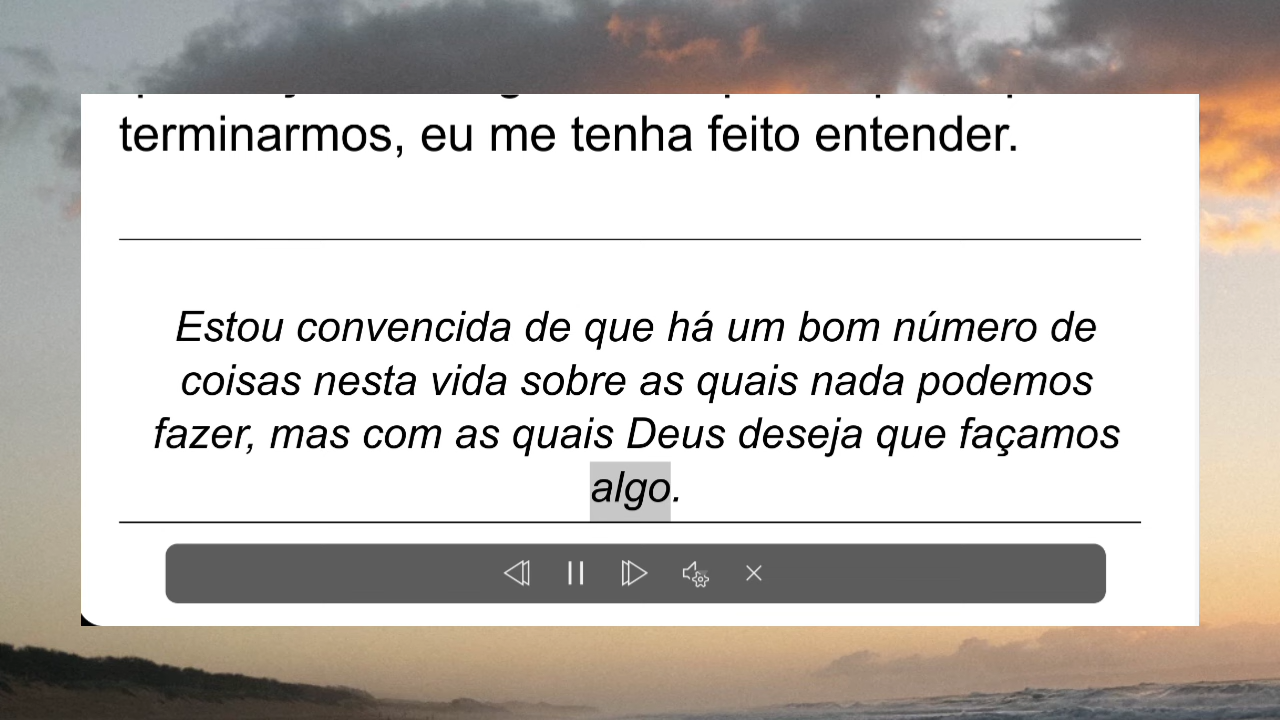 terminarmos, eu me tenha feito entender.
Estou convencida de que há um bom número de
coisas nesta vida sobre as quais nada podemos
fazer, mas com as quais Deus deseja que façamos
algo.